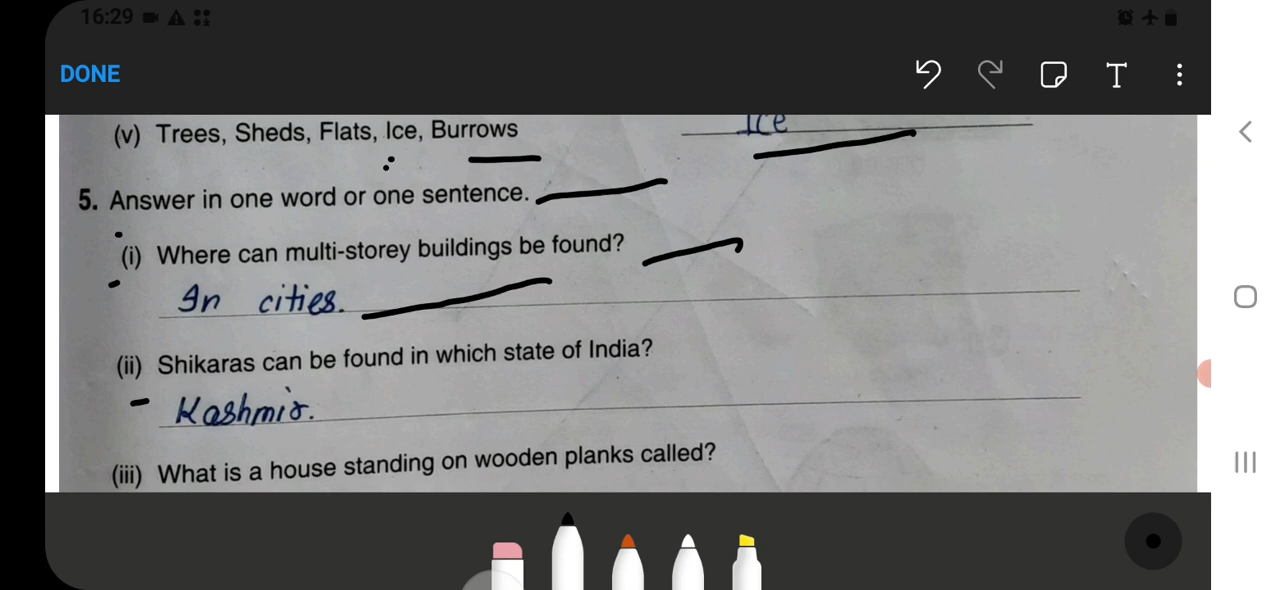 16:29
DONE
T
(v) Trees, Sheds, Flats, Ice, Burrows Ice
5. Answer in one word or one sentence.
(i) Where can multi-storey buildings be found?
In cities.
(ii) Shikaras can be found in which state of India?
Kashmir.
(iii) What is a house standing on wooden planks called?